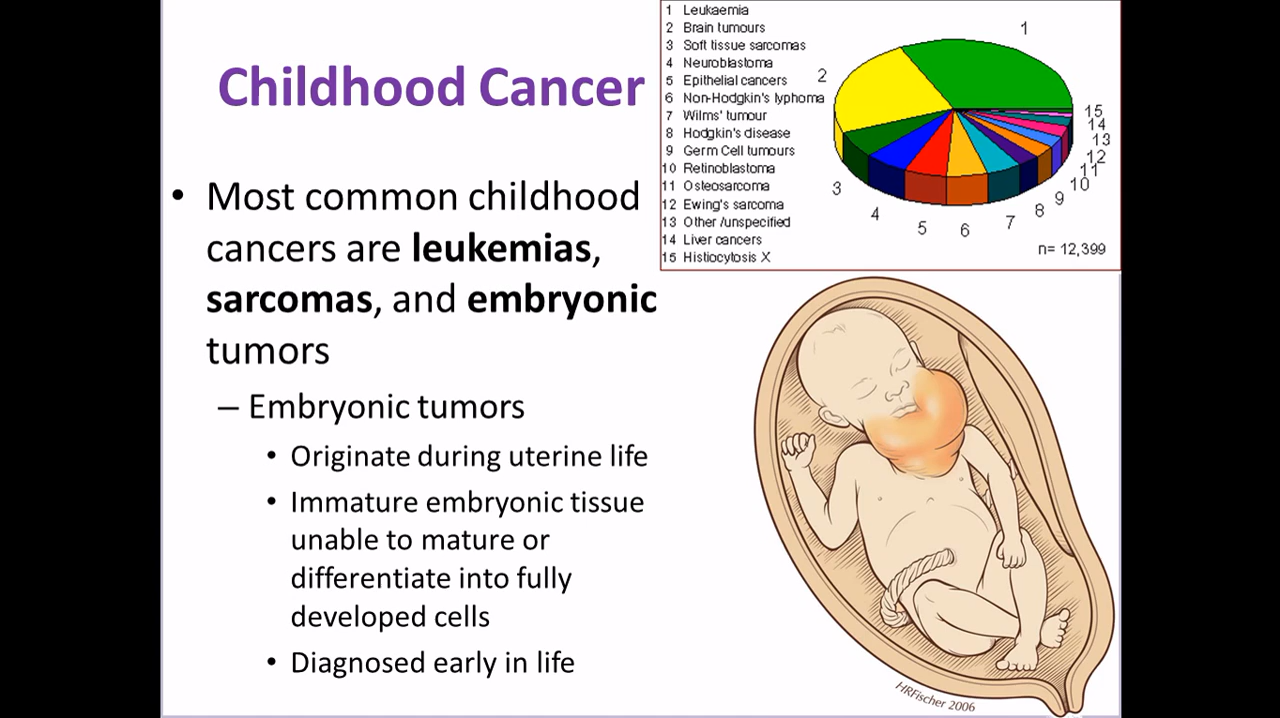 Childhood Cancer
• Most common childhood
cancers are leukemias,
sarcomas, and embryonic
tumors
– Embryonic tumors
• Originate during uterine life
• Immature embryonic tissue
unable to mature or
differentiate into fully
developed cells
• Diagnosed early in life
1 Leukaemia
2 Brain tumours
3 Soft tissue sarcomas
4 Neuroblastoma
5 Epithelial cancers
6 Non-Hodgkin's lyphoma
7 Wilms' tumour
8 Hodgkin's disease
9 Germ Cell tumours
10 Retinoblastoma
11 Osteosarcoma
12 Ewing's sarcoma
13 Other /unspecified
14 Liver cancers
15 Histiocytosis X
1
2
3
4
5
6
7
8
9
10
11
12
13
14
15
n= 12,399
HRFischer 2006